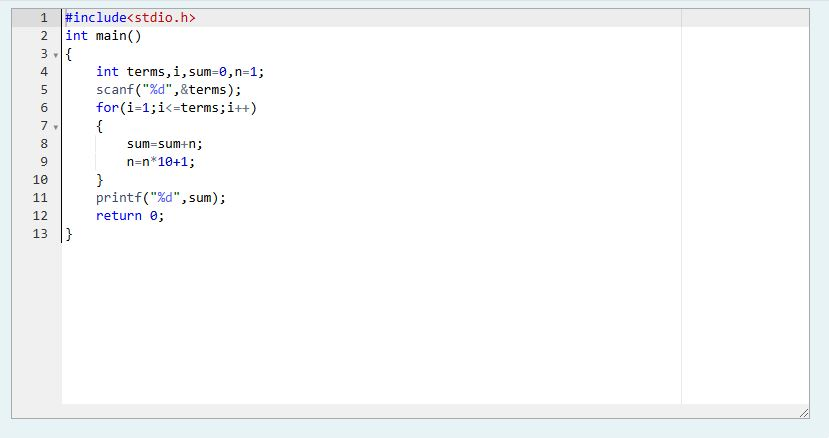 1 #include<stdio.h>
2 int main()
3 {
4 int terms,i,sum=0,n=1;
5 scanf("%d",&terms);
6 for(i=1;i<=terms;i++)
7 {
8 sum=sum+n;
9 n=n*10+1;
10 }
11 printf("%d",sum);
12 return 0;
13 }